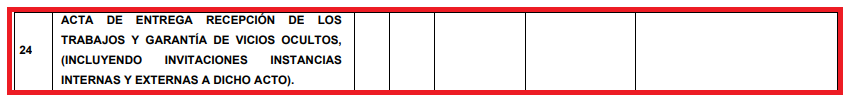 24
ACTA DE ENTREGA RECEPCIÓN DE LOS
TRABAJOS Y GARANTÍA DE VICIOS OCULTOS,
(INCLUYENDO INVITACIONES INSTANCIAS
INTERNAS Y EXTERNAS A DICHO ACTO).